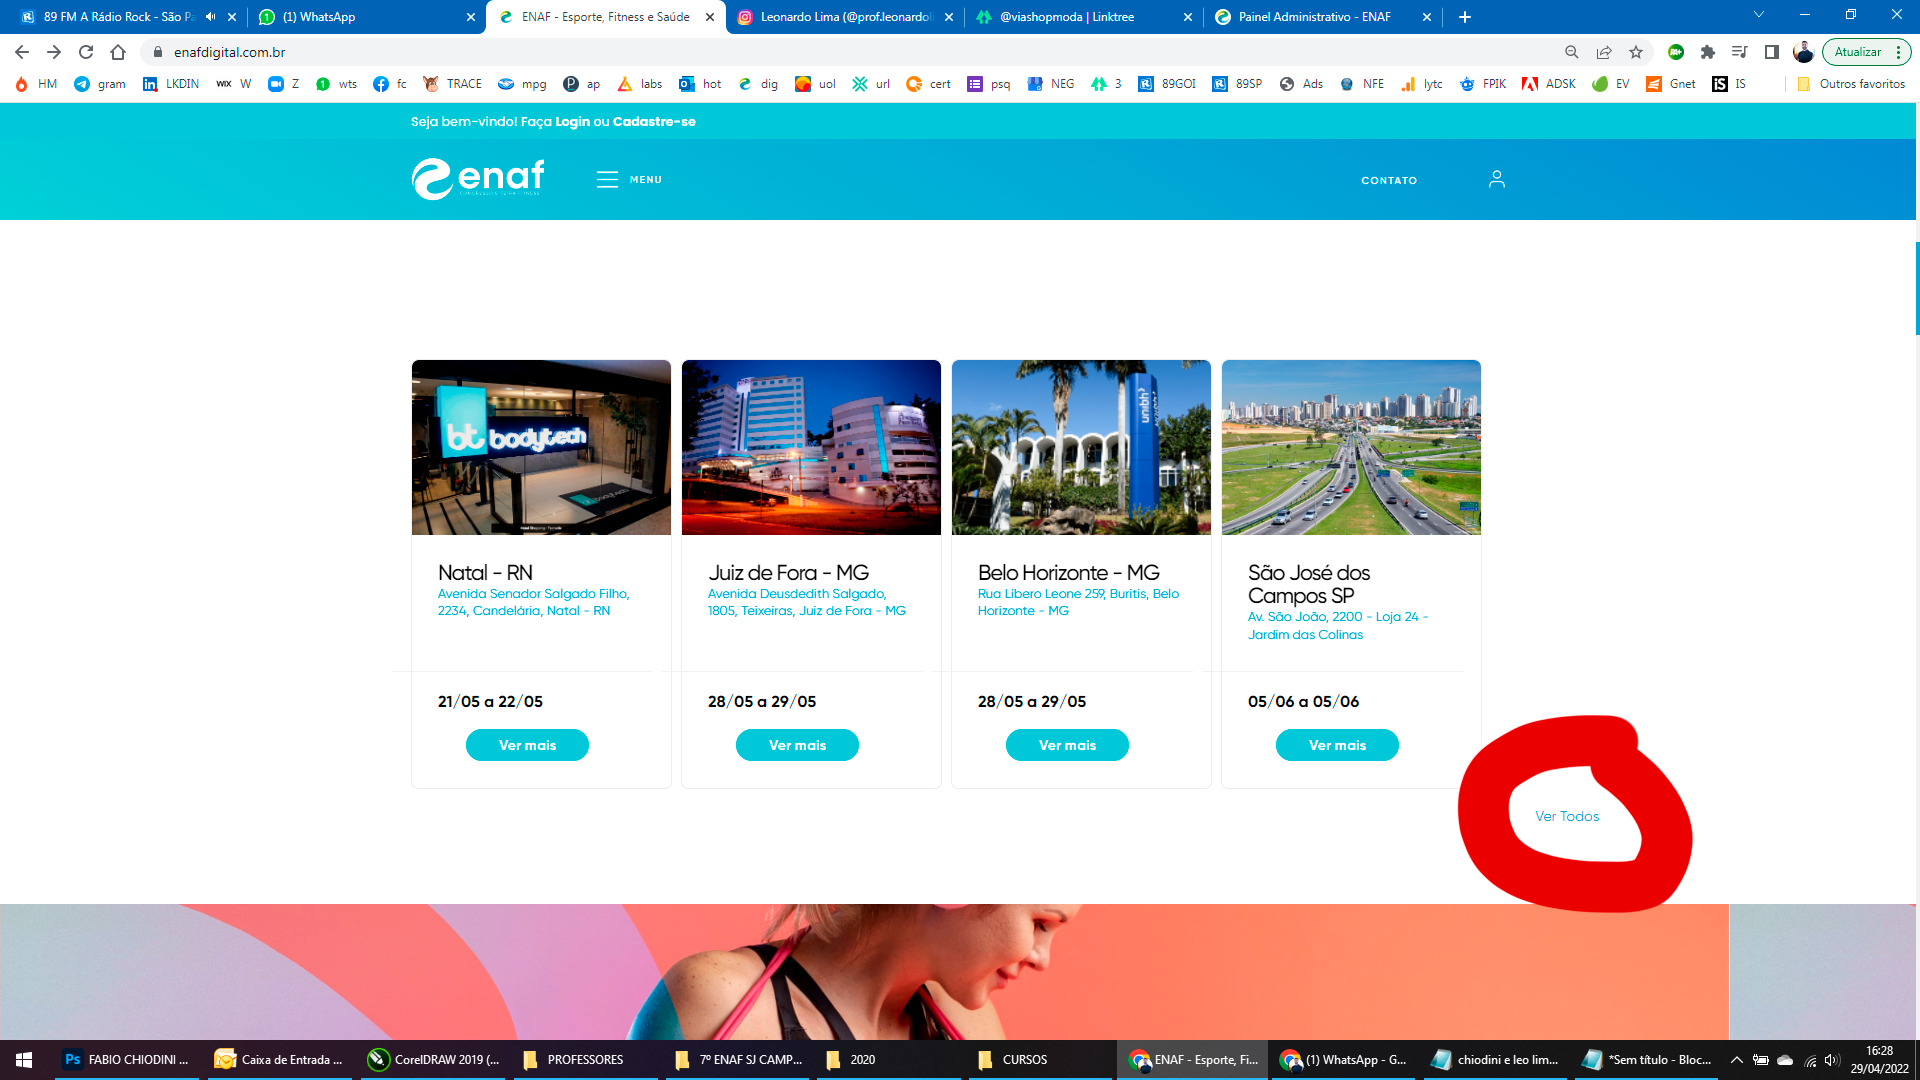 89 FM A Rádio Rock - São Pa
(1) WhatsApp
ENAF - Esporte, Fitness e Saúde
Leonardo Lima (@prof.leonardol
@viashopmoda | Linktree
Painel Administrativo - ENAF
enafdigital.com.br
Atualizar
HM
gram
LKDIN
WIX W
Z
wts
fc
TRACE
mpg
ap
labs
hot
dig
uol
url
cert
psq
NEG
3
89GOI
89SP
Ads
NFE
lytc
FPIK
ADSK
EV
Gnet
iS IS
Outros favoritos
Seja bem-vindo! Faça Login ou Cadastre-se
enaf
MENU
CONTATO
bt bodytech
unibh
Natal - RN
Avenida Senador Salgado Filho,
2234, Candelária, Natal - RN
21/05 a 22/05
Ver mais
Juiz de Fora - MG
Avenida Deusdedith Salgado,
1805, Teixeiras, Juiz de Fora - MG
28/05 a 29/05
Ver mais
Belo Horizonte - MG
Rua Líbero Leone 259, Buritis, Belo
Horizonte - MG
28/05 a 29/05
Ver mais
São José dos
Campos SP
Av. São João, 2200 - Loja 24 -
Jardim das Colinas
05/06 a 05/06
Ver mais
Ver Todos
Ps FABIO CHIODINI ...
Caixa de Entrada ...
CorelDRAW 2019 (...
PROFESSORES
7º ENAF SJ CAMP...
2020
CURSOS
ENAF - Esporte, Fi...
(1) WhatsApp - G...
chiodini e leo lim...
*Sem título - Bloc...
16:28
29/04/2022